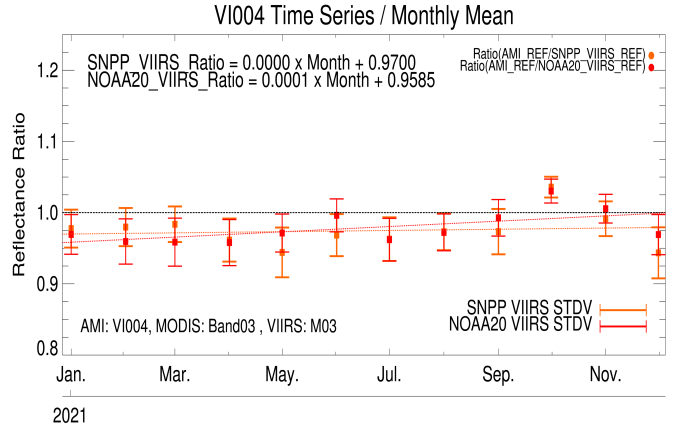 VI004 Time Series / Monthly Mean
SNPP_VIIRS_Ratio = 0.0000 x Month + 0.9700
NOAA20_VIIRS_Ratio = 0.0001 x Month + 0.9585
Ratio(AMI_REF/SNPP_VIIRS_REF)
Ratio(AMI_REF/NOAA20_VIIRS_REF)
Reflectance Ratio
1.2
1.1
1.0
0.9
0.8
SNPP VIIRS STDV
NOAA20 VIIRS STDV
AMI: VI004, MODIS: Band03 , VIIRS: M03
Jan. Mar. May. Jul. Sep. Nov.
2021